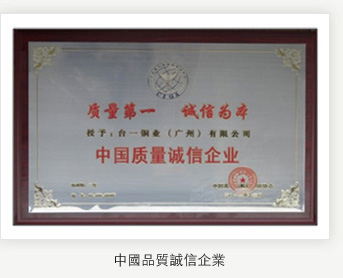 质量第一 诚信为本
授予：台一铜业（广州）有限公司
中国质量诚信企业
中國品質誠信企業